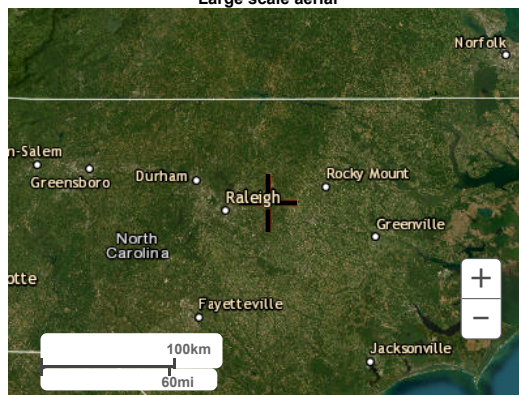 Large scale aerial
Norfolk
n-Salem
Greensboro
Durham
Raleigh
Rocky Mount
Greenville
North
Carolina
otte
Fayetteville
Jacksonville
+
−
100km
60mi